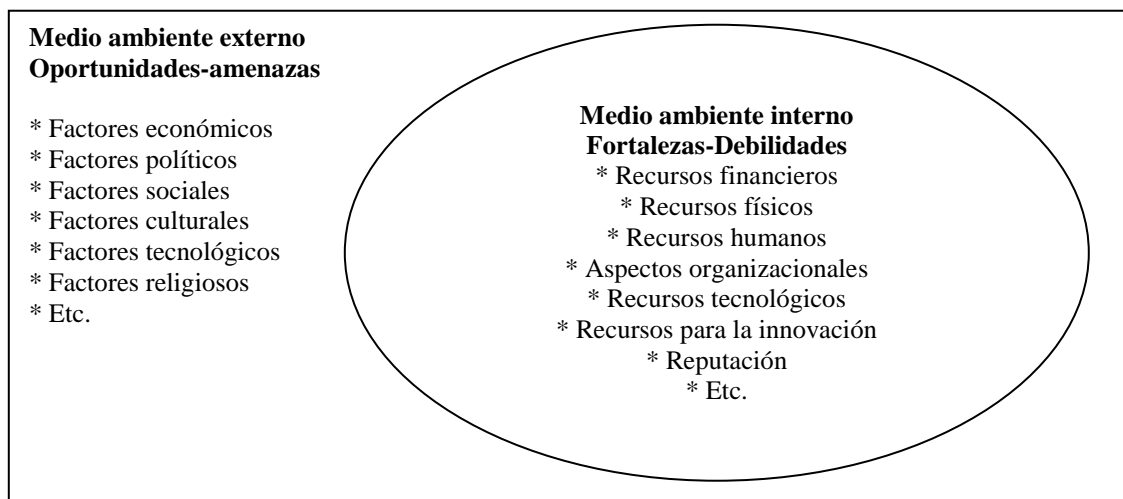 Medio ambiente externo
Oportunidades-amenazas
* Factores económicos
* Factores políticos
* Factores sociales
* Factores culturales
* Factores tecnológicos
* Factores religiosos
* Etc.
Medio ambiente interno
Fortalezas-Debilidades
* Recursos financieros
* Recursos físicos
* Recursos humanos
* Aspectos organizacionales
* Recursos tecnológicos
* Recursos para la innovación
* Reputación
* Etc.